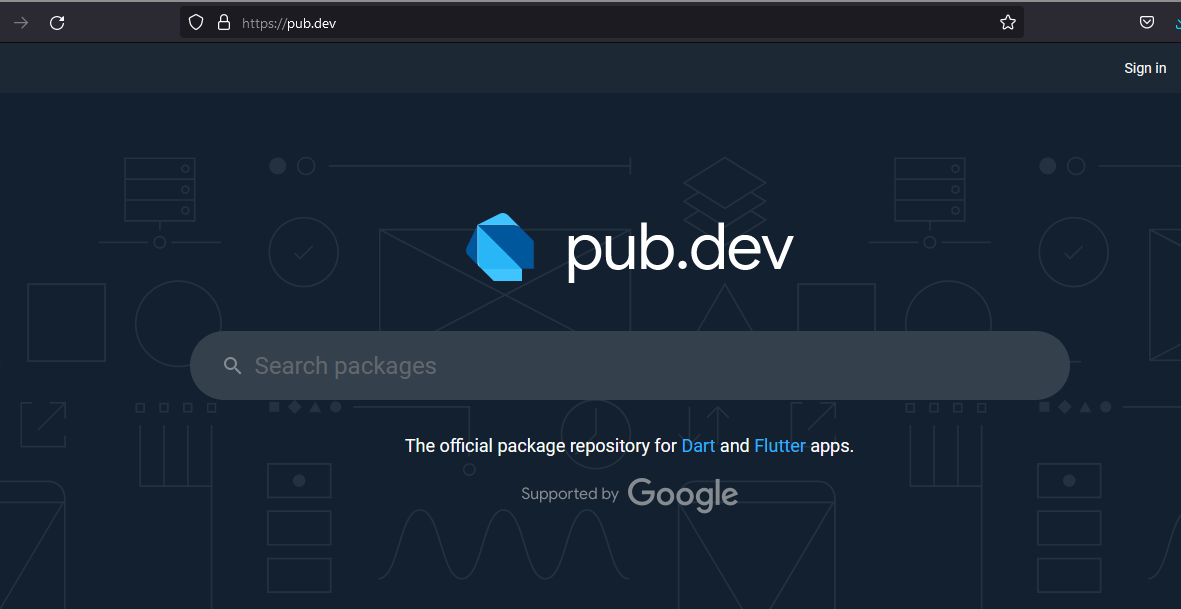 https://pub.dev
Sign in
pub.dev
Search packages
The official package repository for Dart and Flutter apps.
Supported by Google